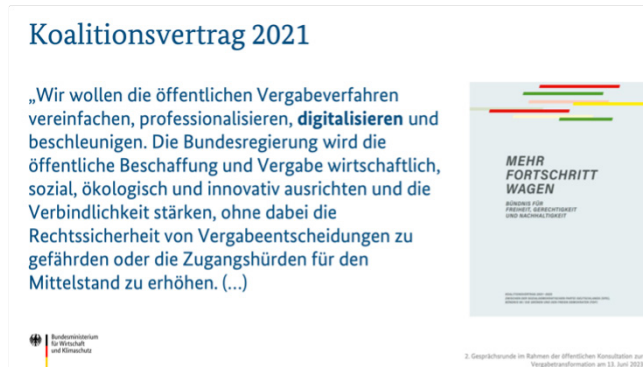 Koalitionsvertrag 2021
„Wir wollen die öffentlichen Vergabeverfahren
vereinfachen, professionalisieren, digitalisieren und
beschleunigen. Die Bundesregierung wird die
öffentliche Beschaffung und Vergabe wirtschaftlich,
sozial, ökologisch und innovativ ausrichten und die
Verbindlichkeit stärken, ohne dabei die
Rechtssicherheit von Vergabeentscheidungen zu
gefährden oder die Zugangshürden für den
Mittelstand zu erhöhen. (...)
MEHR
FORTSCHRITT
WAGEN
BÜNDNIS FÜR
FREIHEIT, GERECHTIGKEIT
UND NACHHALTIGKEIT
Bundesministerium
für Wirtschaft
und Klimaschutz
2. Gesprächsrunde im Rahmen der öffentlichen Konsultation zur
Vergabetransformation am 13. Juni 2023